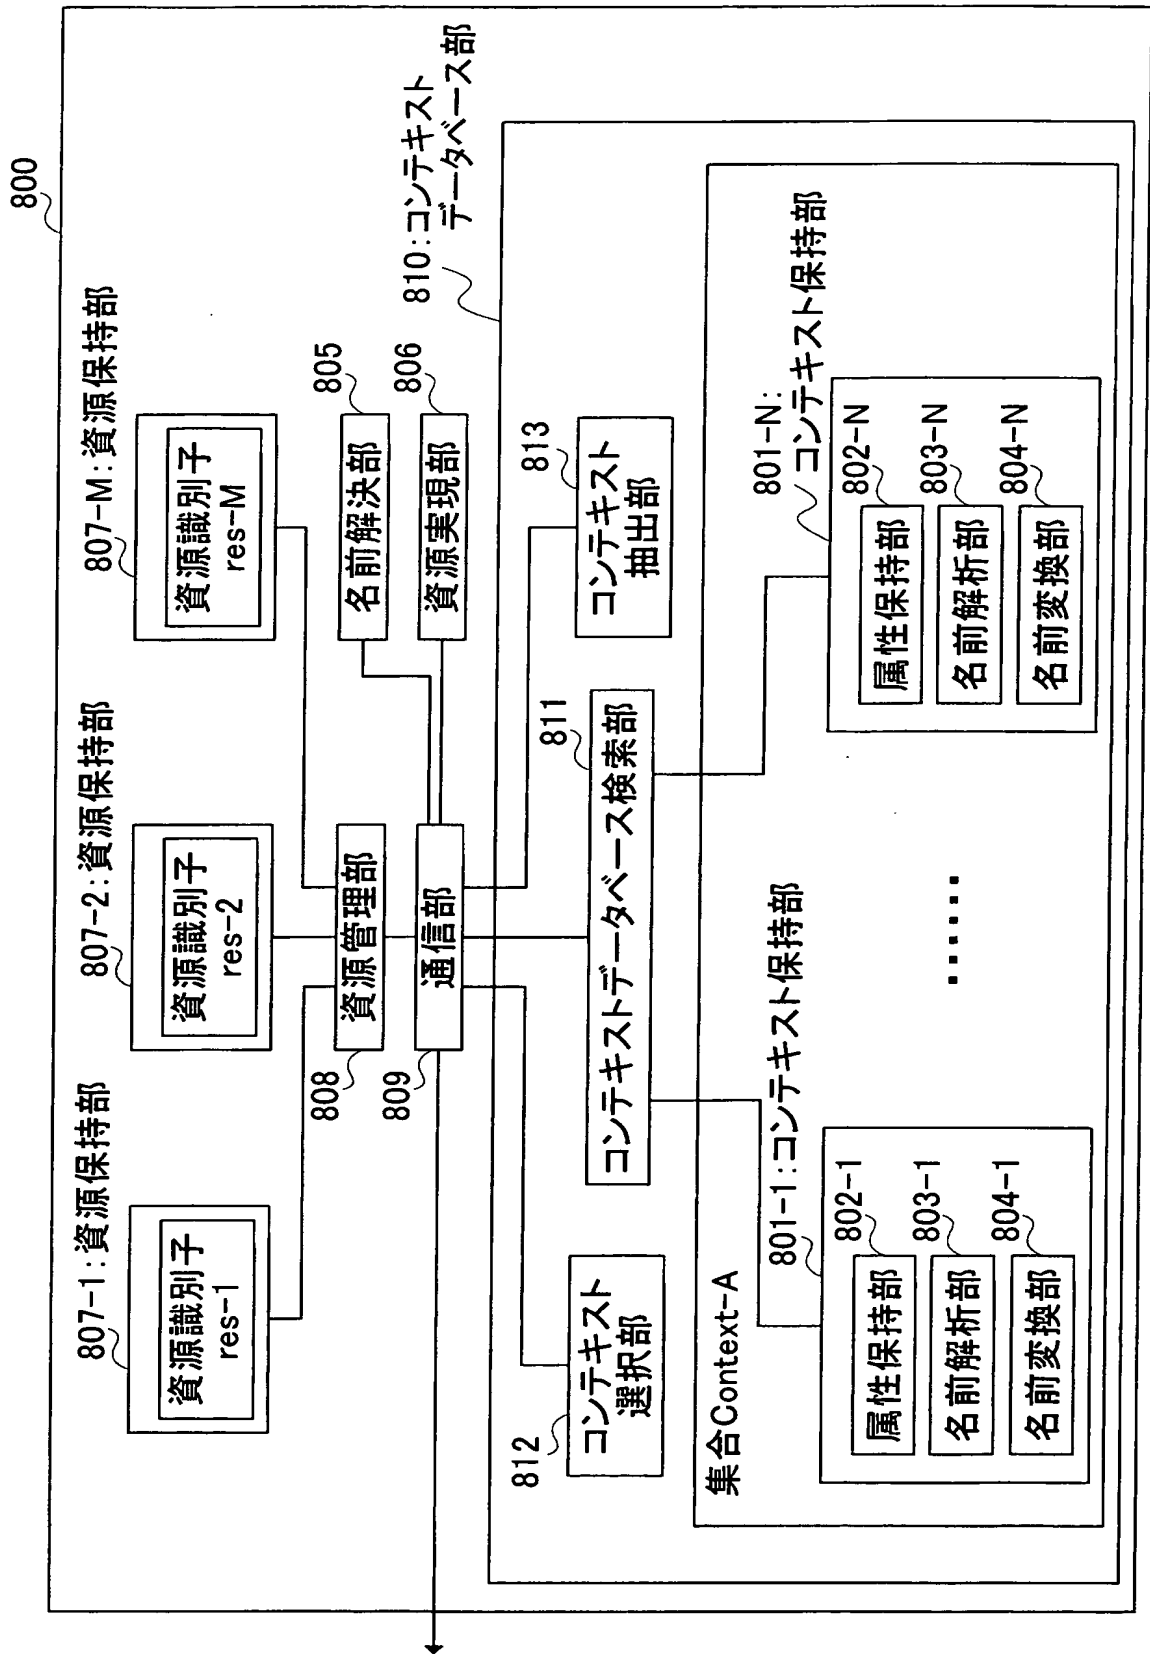 800
807-1:資源保持部
資源識別子
res-1
807-2:資源保持部
資源識別子
res-2
807-M:資源保持部
資源識別子
res-M
808
資源管理部
805
名前解決部
809
通信部
806
資源実現部
810:コンテキスト
データベース部
812
コンテキスト
選択部
811
コンテキストデータベース検索部
813
コンテキスト
抽出部
集合Context-A
801-1:コンテキスト保持部
802-1
属性保持部
803-1
名前解析部
804-1
名前変換部
......
801-N:
コンテキスト保持部
802-N
属性保持部
803-N
名前解析部
804-N
名前変換部